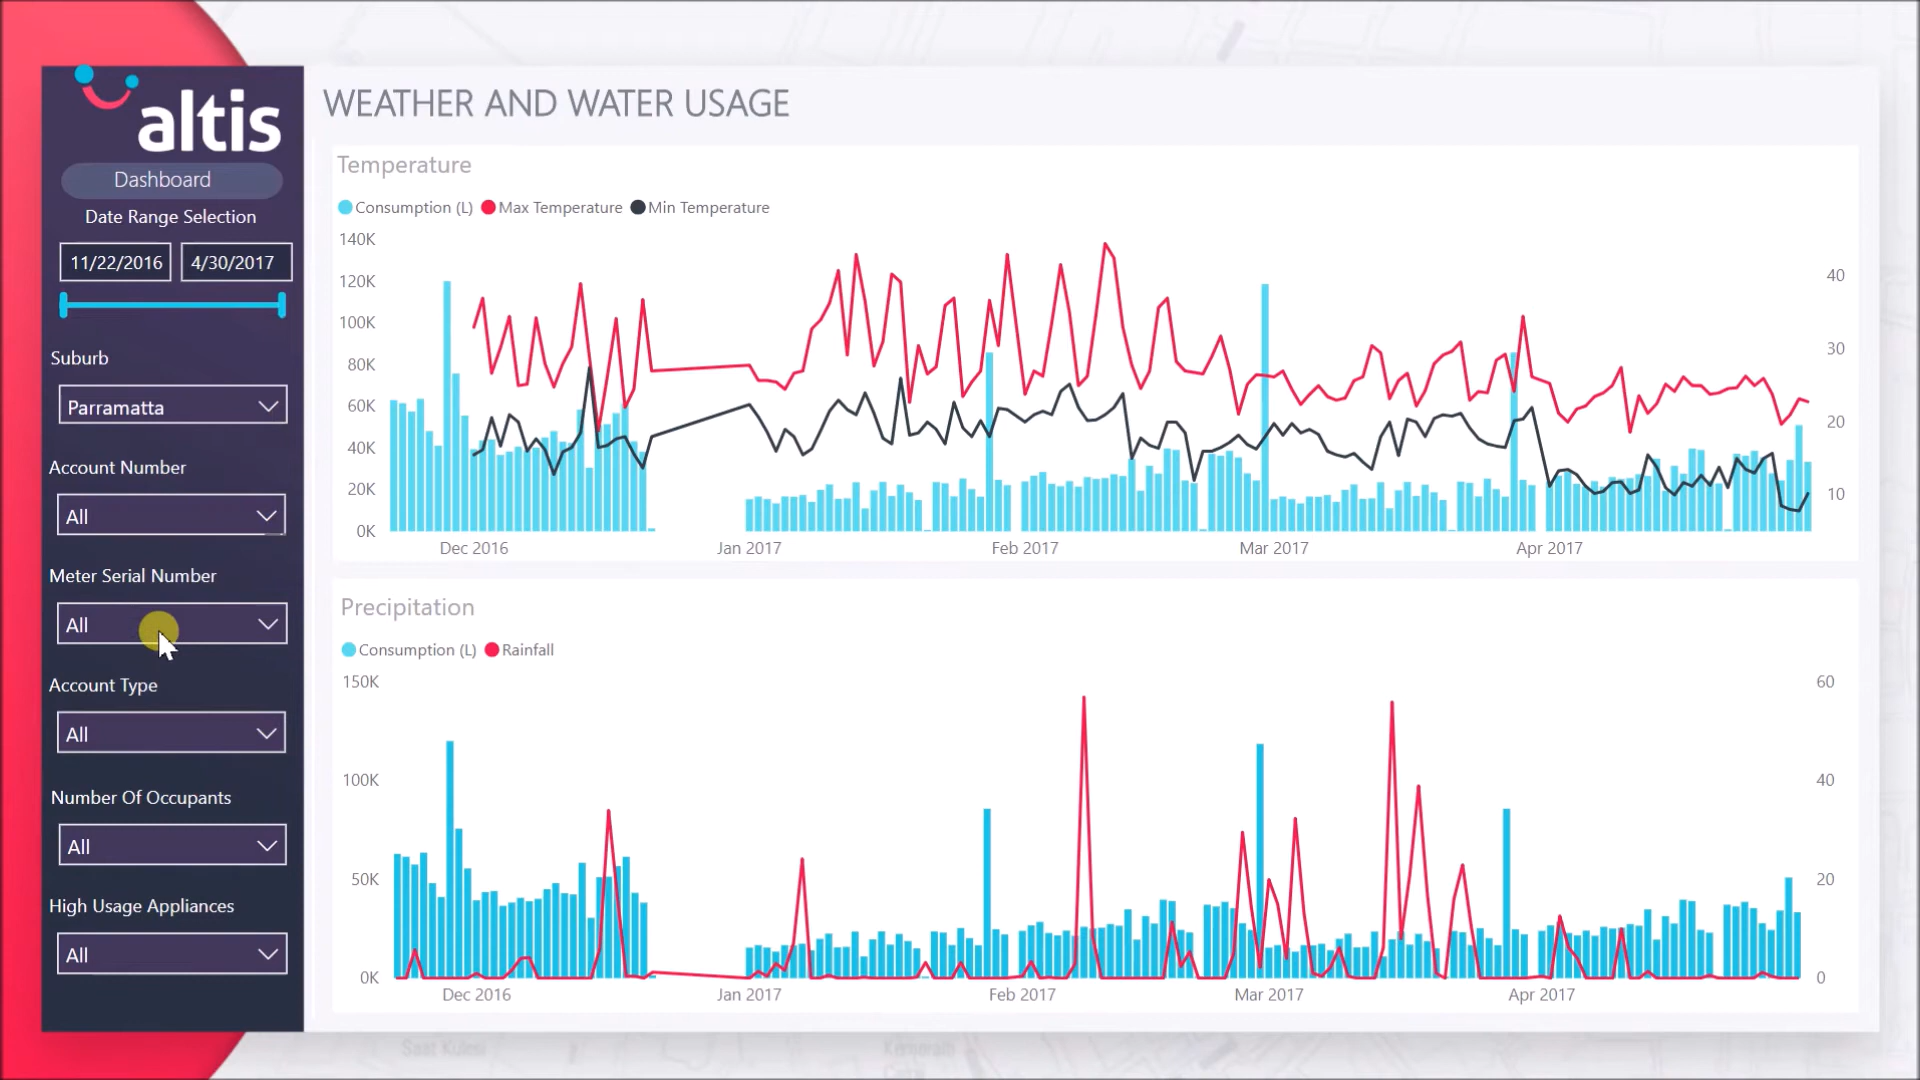 altis
Dashboard
Date Range Selection
11/22/2016 4/30/2017
Suburb
Parramatta
Account Number
All
Meter Serial Number
All
Account Type
All
Number Of Occupants
All
High Usage Appliances
All
WEATHER AND WATER USAGE
Temperature
Consumption (L) Max Temperature Min Temperature
140K
120K
100K
80K
60K
40K
20K
0K
40
30
20
10
Dec 2016 Jan 2017 Feb 2017 Mar 2017 Apr 2017
Precipitation
Consumption (L) Rainfall
150K
100K
50K
0K
60
40
20
0
Dec 2016 Jan 2017 Feb 2017 Mar 2017 Apr 2017